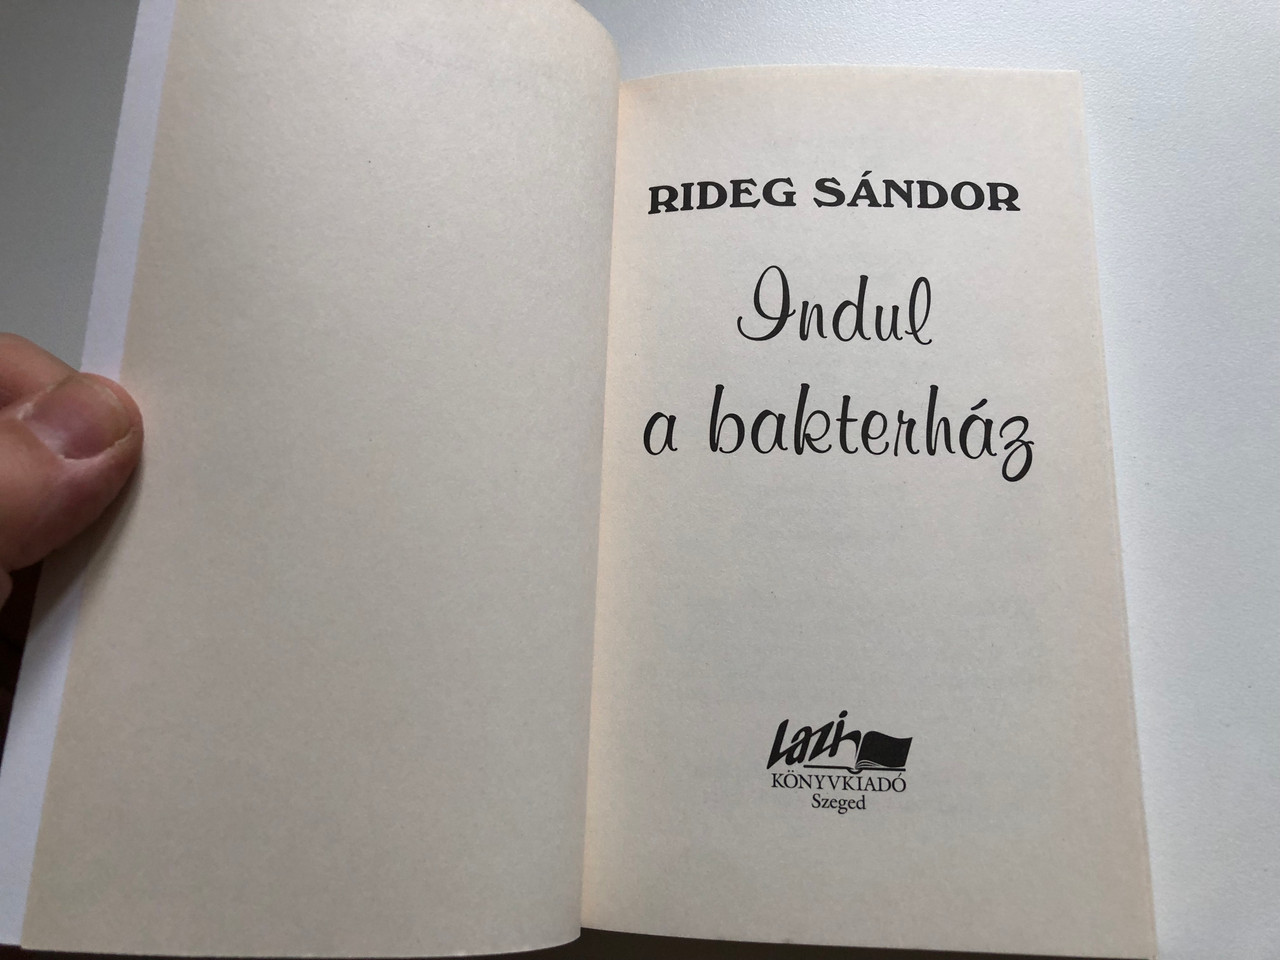 RIDEG SÁNDOR
Indul
a bakterház
Lazi
KÖNYVKIADÓ
Szeged